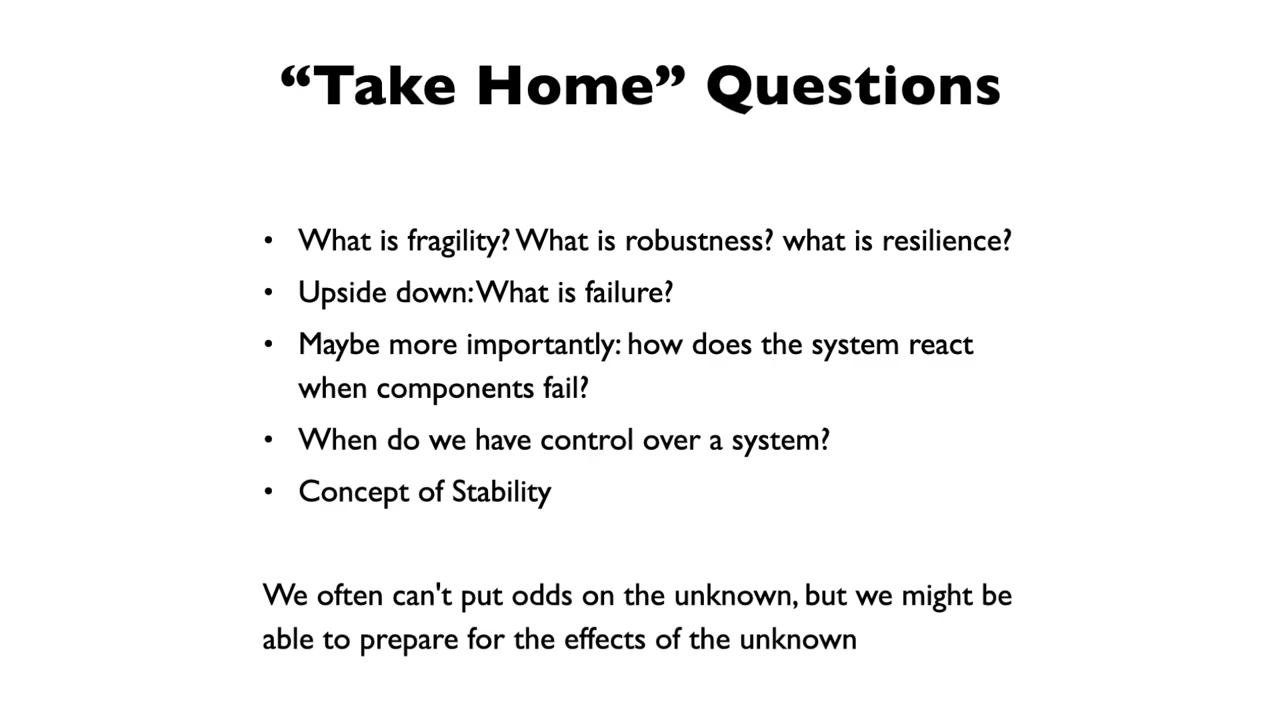 “Take Home” Questions
• What is fragility? What is robustness? what is resilience?
• Upside down: What is failure?
• Maybe more importantly: how does the system react
when components fail?
• When do we have control over a system?
• Concept of Stability
We often can't put odds on the unknown, but we might be
able to prepare for the effects of the unknown